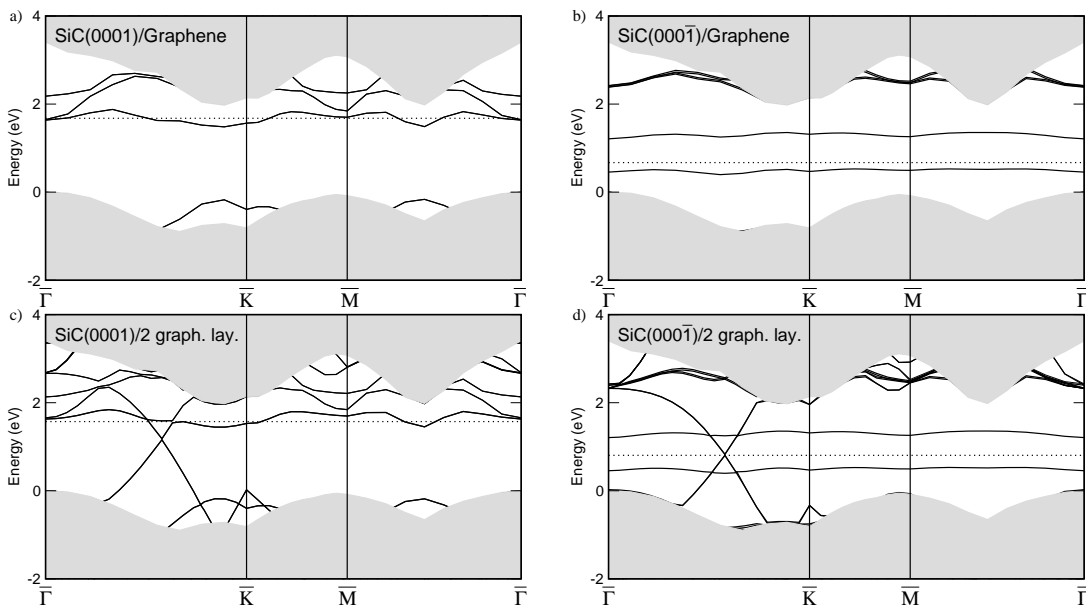 a)
SiC(0001)/Graphene
Energy (eV)
4
2
0
-2
Γ̅ K̅ M̅ Γ̅
b)
SiC(0001̅)/Graphene
Energy (eV)
4
2
0
-2
Γ̅ K̅ M̅ Γ̅
c)
SiC(0001)/2 graph. lay.
Energy (eV)
4
2
0
-2
Γ̅ K̅ M̅ Γ̅
d)
SiC(0001̅)/2 graph. lay.
Energy (eV)
4
2
0
-2
Γ̅ K̅ M̅ Γ̅